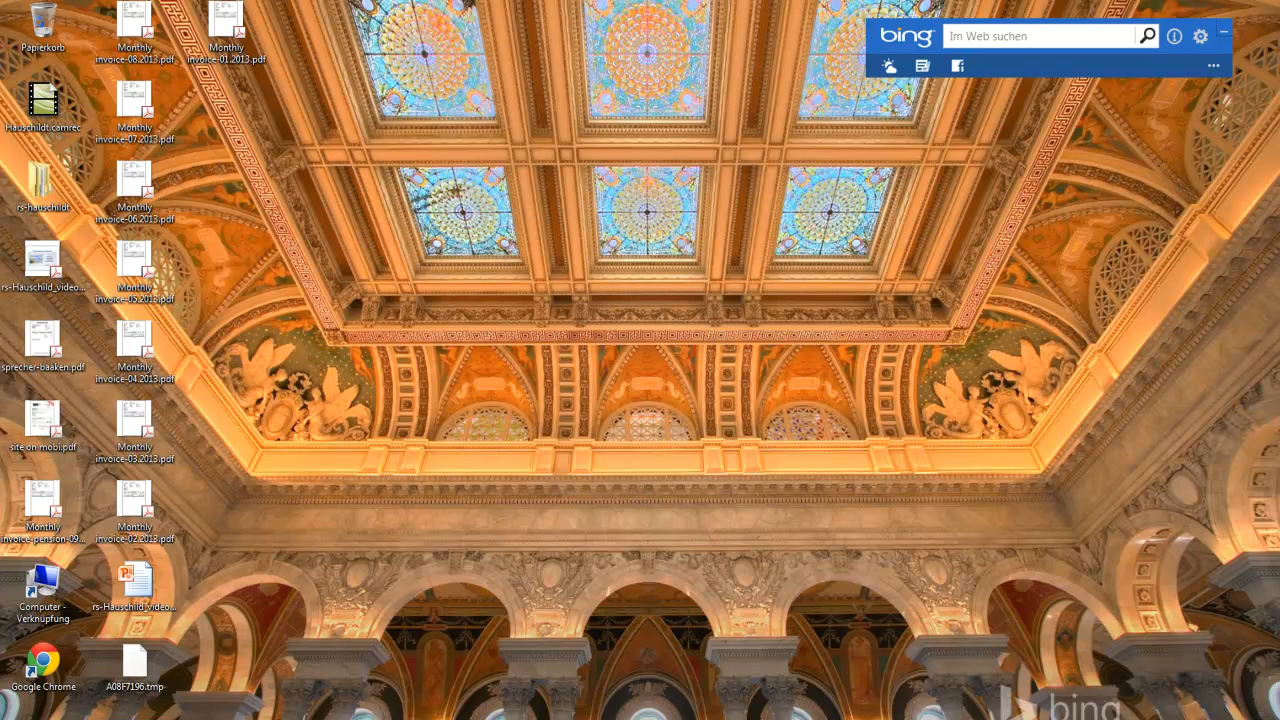 Papierkorb
Häuschildt.camrec
rs-hauschildt
rs-Hauschild_video...
sprecher-baaken.pdf
site on mobi.pdf
Monthly
invoice-pension-09...
Computer -
Verknüpfung
Google Chrome
Monthly
invoice-08.2013.pdf
Monthly
invoice-07.2013.pdf
Monthly
invoice-06.2013.pdf
Monthly
invoice-05.2013.pdf
Monthly
invoice-04.2013.pdf
Monthly
invoice-03.2013.pdf
Monthly
invoice-02.2013.pdf
rs-Hauschild_video...
A08F7196.tmp
Monthly
invoice-01.2013.pdf
bing
Im Web suchen
bing